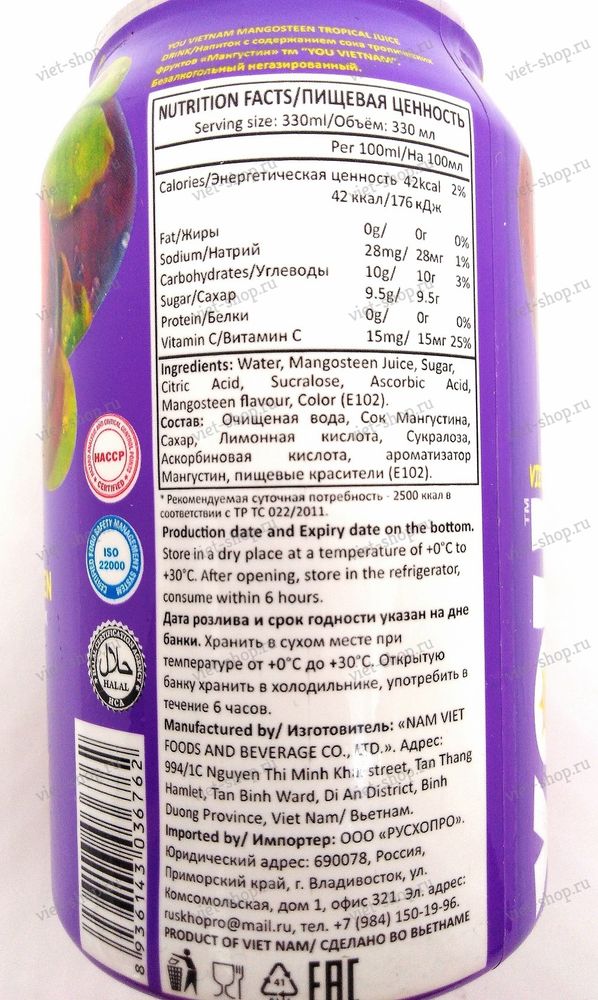 YOU VIETNAM MANGOSTEEN TROPICAL JUICE
DRINK/Напиток с содержанием сока тропических
фруктов «Мангустин» тм "YOU VIETNAM".
Безалкогольный негазированный.
NUTRITION FACTS/ПИЩЕВАЯ ЦЕННОСТЬ
Serving size: 330ml/Объём: 330 мл
Per 100ml/На 100мл
Calories/Энергетическая ценность 42kcal 2%
42 ккал/176 кДж
Fat/Жиры 0g/ 0г 0%
Sodium/Натрий 28mg/ 28мг 1%
Carbohydrates/Углеводы 10g/ 10г 3%
Sugar/Сахар 9.5g/ 9.5г
Protein/Белки 0g/ 0г 0%
Vitamin C/Витамин С 15mg/ 15мг 25%
Ingredients: Water, Mangosteen Juice, Sugar,
Citric Acid, Sucralose, Ascorbic Acid,
Mangosteen flavour, Color (E102).
Состав: Очищеная вода, Сок Мангустина,
Сахар, Лимонная кислота, Сукралоза,
Аскорбиновая кислота, ароматизатор
Мангустин, пищевые красители (E102).
* Рекомендуемая суточная потребность - 2500 ккал в
соответствии с ТР ТС 022/2011.
Production date and Expiry date on the bottom.
Store in a dry place at a temperature of +0°C to
+30°C. After opening, store in the refrigerator,
consume within 6 hours.
Дата розлива и срок годности указан на дне
банки. Хранить в сухом месте при
температуре от +0°С до +30°С. Открытую
банку хранить в холодильнике, употребить в
течение 6 часов.
Manufactured by/ Изготовитель: «NAM VIET
FOODS AND BEVERAGE CO., LTD.». Адрес:
994/1C Nguyen Thi Minh Khai street, Tan Thang
Hamlet, Tan Binh Ward, Di An District, Binh
Duong Province, Viet Nam/ Вьетнам.
Imported by/ Импортер: ООО «РУСХОПРО».
Юридический адрес: 690078, Россия,
Приморский край, г. Владивосток, ул.
Комсомольская, дом 1, офис 321. Эл. адрес:
ruskhopro@mail.ru, тел. +7 (984) 150-19-96.
PRODUCT OF VIET NAM/ СДЕЛАНО ВО ВЬЕТНАМЕ
HACCP
CERTIFIED
CERTIFIED FOOD SAFETY MANAGEMENT SYSTEM
ISO
22000
حلال
HALAL
HCA
8 936143 036762
41
EAC
TM
viet-shop.ru